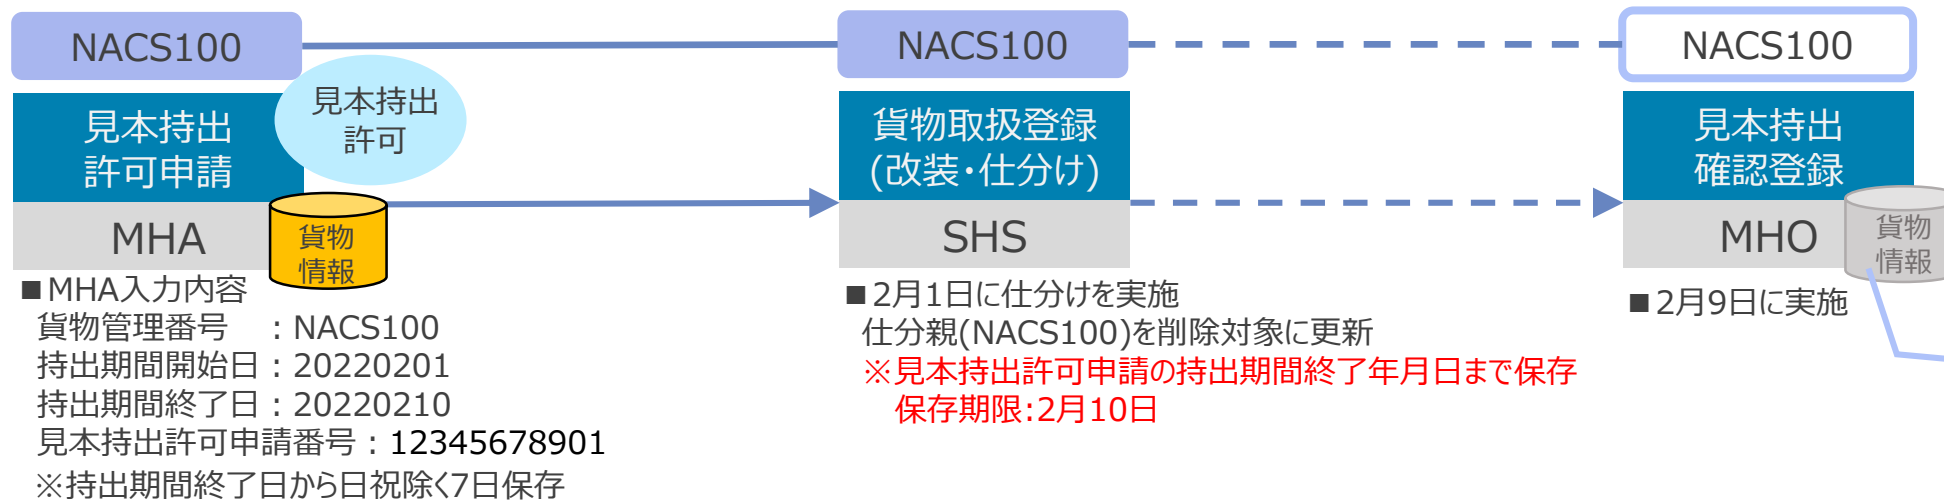 NACS100
見本持出
許可
見本持出
許可申請
MHA
貨物
情報
■MHA入力内容
貨物管理番号　：NACS100
持出期間開始日：20220201
持出期間終了日：20220210
見本持出許可申請番号：12345678901
※持出期間終了日から日祝除く7日保存
NACS100
貨物取扱登録
(改装・仕分け)
SHS
■2月1日に仕分けを実施
仕分親(NACS100)を削除対象に更新
※見本持出許可申請の持出期間終了年月日まで保存
保存期限:2月10日
NACS100
見本持出
確認登録
MHO
貨物
情報
■2月9日に実施